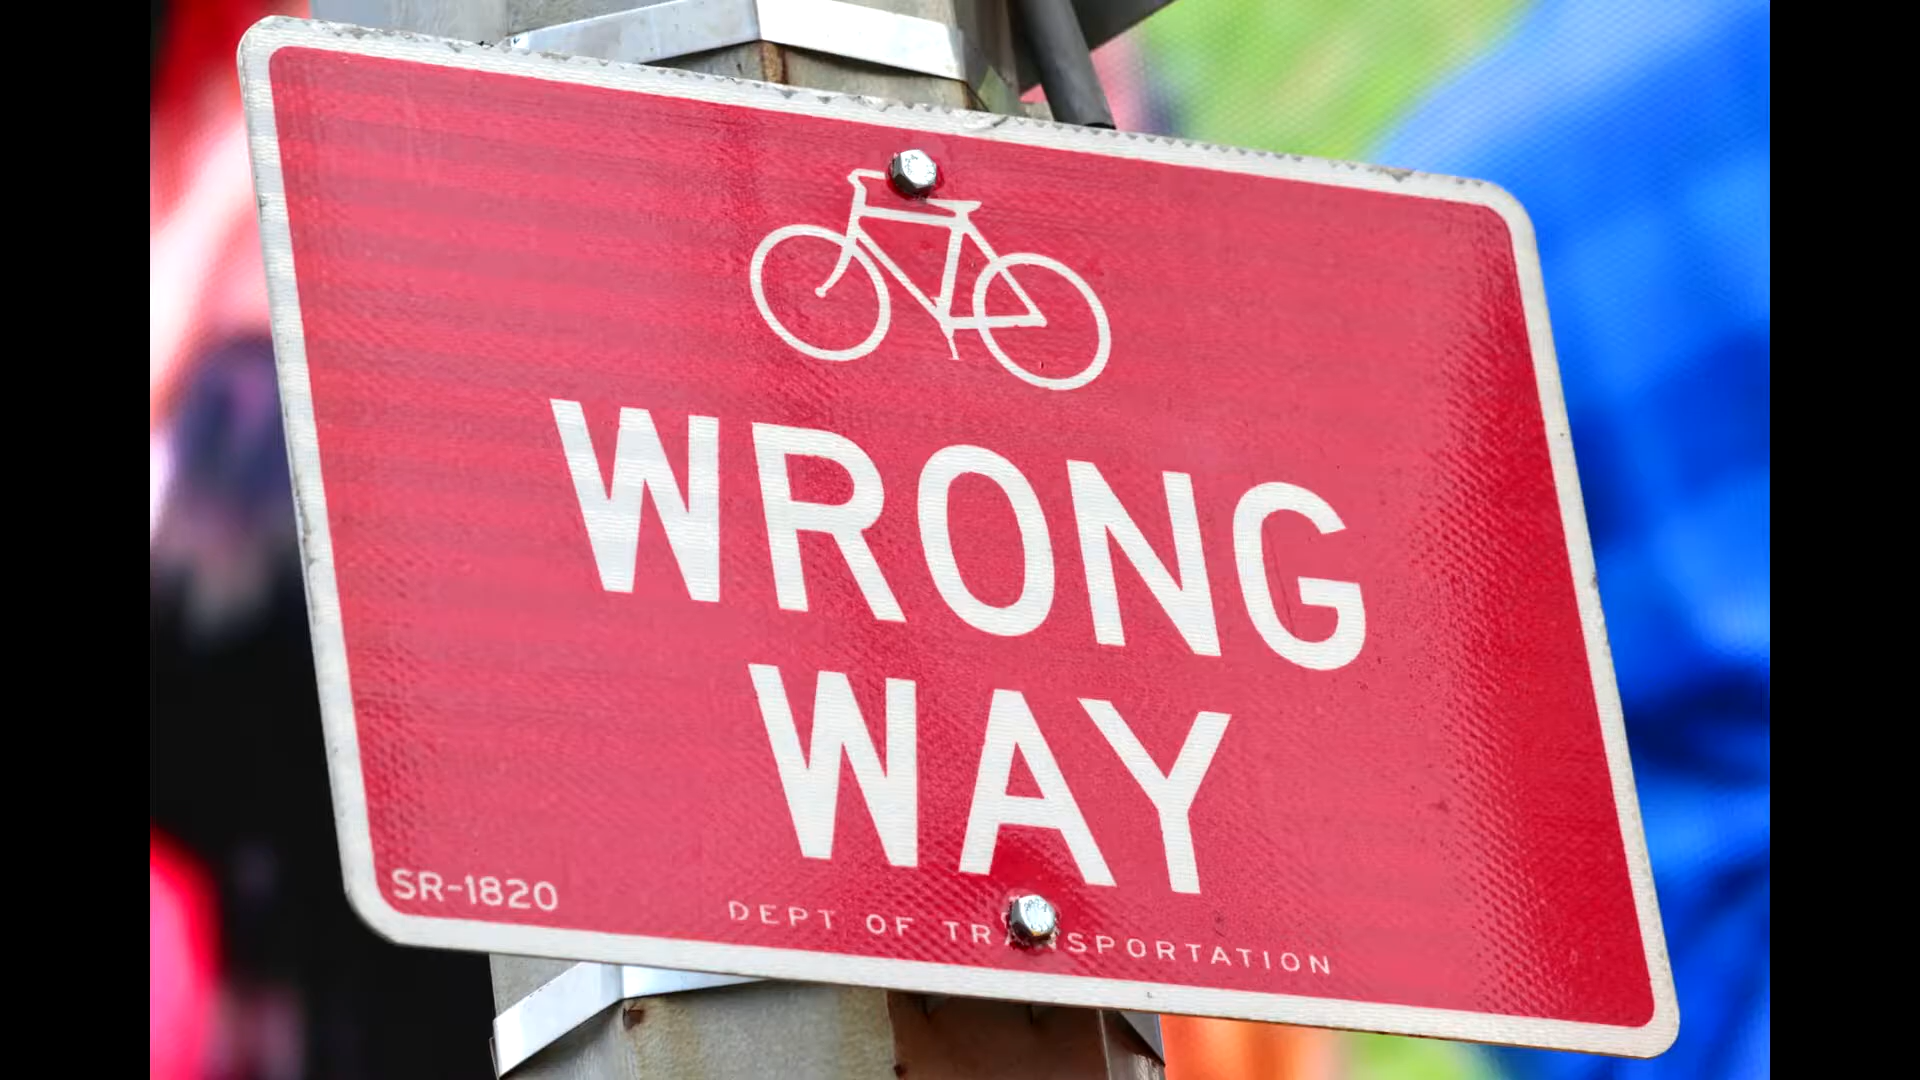 WRONG
WAY
SR-1820
DEPT OF TRANSPORTATION